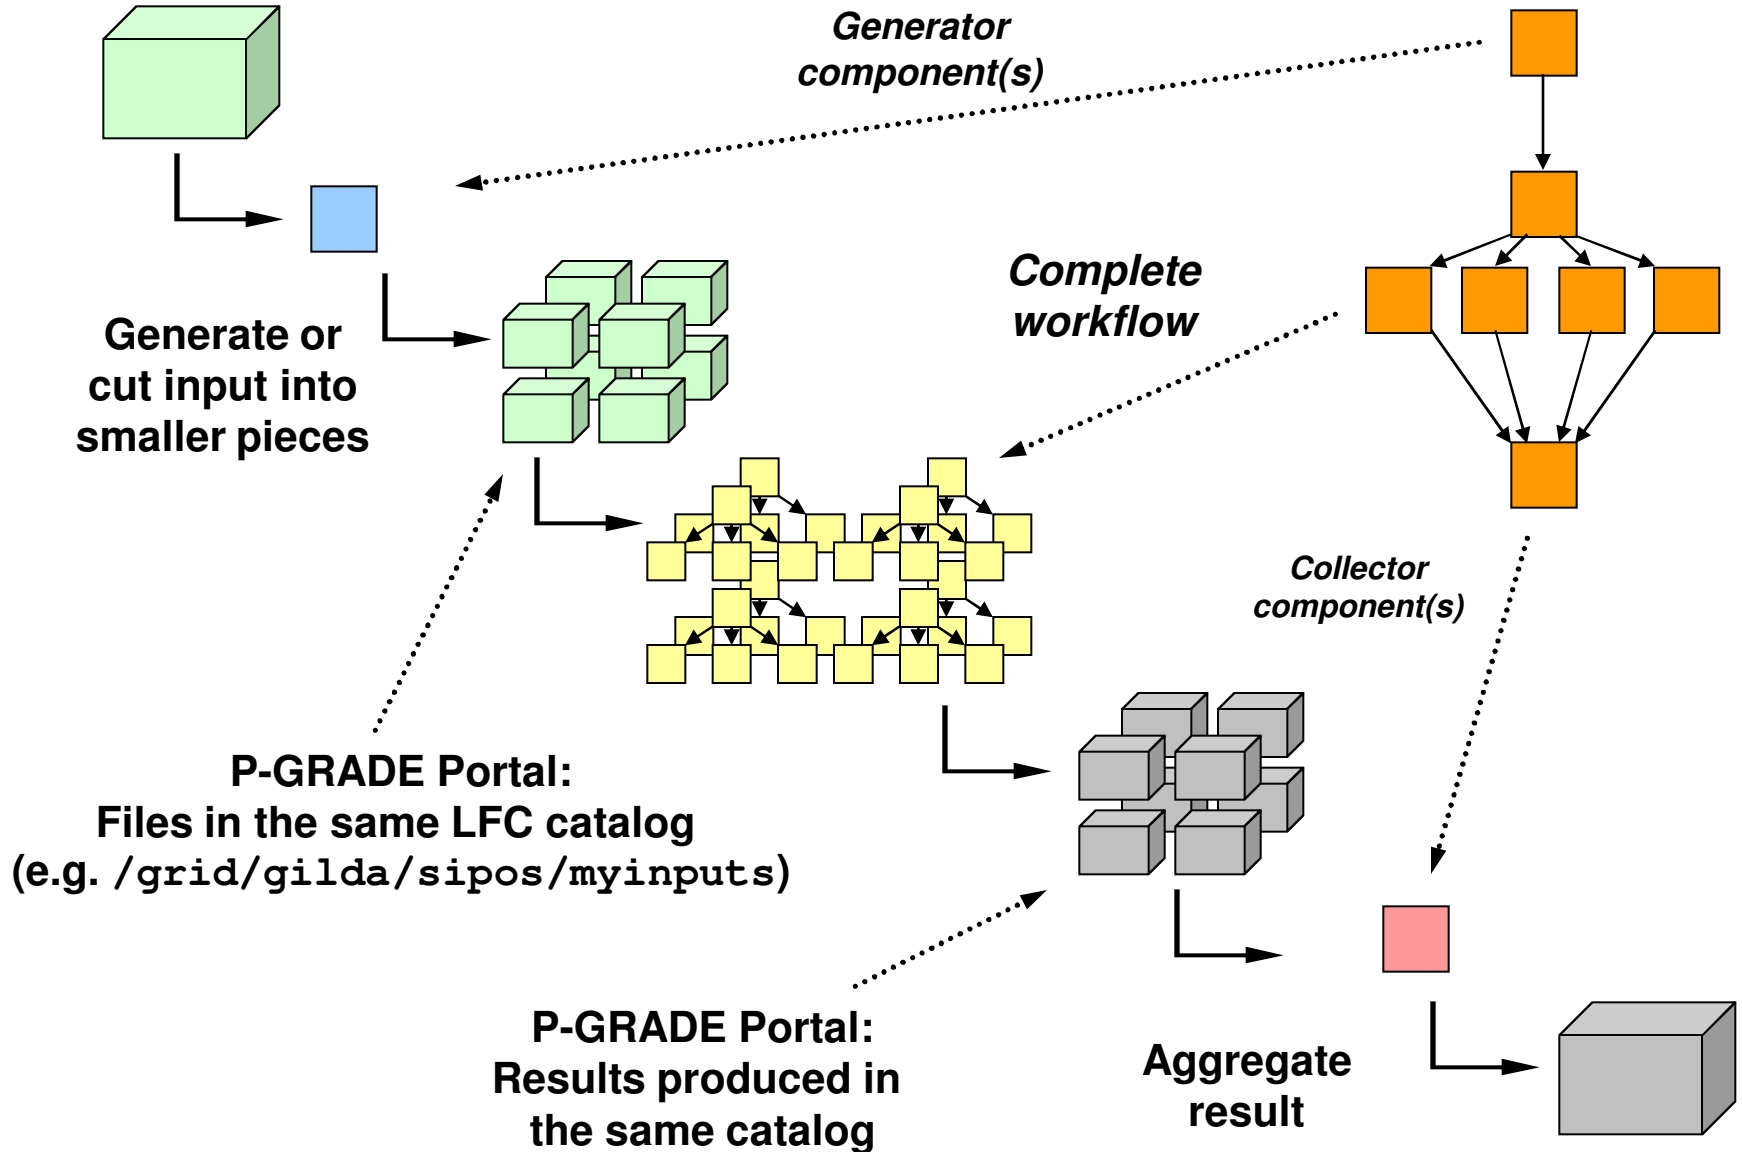 Generator
component(s)
Complete
workflow
Generate or
cut input into
smaller pieces
Collector
component(s)
P-GRADE Portal:
Files in the same LFC catalog
(e.g. /grid/gilda/sipos/myinputs)
P-GRADE Portal:
Results produced in
the same catalog
Aggregate
result